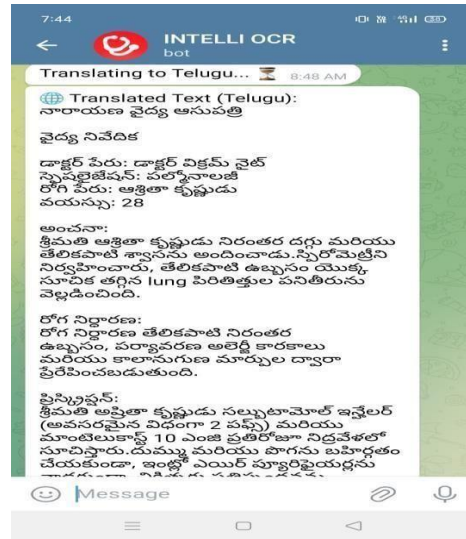 7:44
INTELLI OCR
bot
Translating to Telugu... ⏳ 8:48 AM
🌐 Translated Text (Telugu):
నారాయణ వైద్య ఆసుపత్రి
వైద్య నివేదిక
డాక్టర్ పేరు: డాక్టర్ విక్రమ్ నైట్
స్పెషలైజేషన్: పల్మోనాలజీ
రోగి పేరు: ఆశ్రితా కృష్ణుడు
వయస్సు: 28
అంచనా:
శ్రీమతి ఆశ్రితా కృష్ణుడు నిరంతర దగ్గు మరియు
తేలికపాటి శ్వాసను అందించాడు.స్పిరోమెట్రీని
నిర్వహించారు, తేలికపాటి ఉబ్బసం యొక్క
సూచిక తగ్గిన lung పిరితిత్తుల పనితీరును
వెల్లడించింది.
రోగ నిర్ధారణ:
రోగ నిర్ధారణ తేలికపాటి నిరంతర
ఉబ్బసం, పర్యావరణ అలెర్జీ కారకాలు
మరియు కాలానుగుణ మార్పుల ద్వారా
ప్రేరేపించబడుతుంది.
ప్రిస్క్రిప్షన్:
శ్రీమతి అష్రితా కృష్ణుడు సల్బుటామోల్ ఇన్హేలర్
(అవసరమైన విధంగా 2 పఫ్స్) మరియు
మాంటెలుకాస్ట్ 10 ఎంజి ప్రతిరోజూ నిద్రవేళలో
సూచిస్తారు.దుమ్ము మరియు పొగను బహిర్గతం
చేయకుండా, ఇంట్లో ఎయిర్ ప్యూరిఫైయర్లను
Message